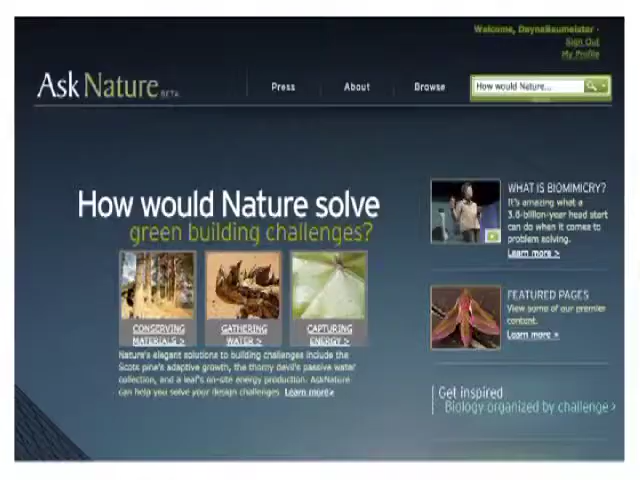 Welcome, DaynaBaumeister
Sign Out
My Profile
Ask Nature BETA
Press
About
Browse
How would Nature...
How would Nature solve
green building challenges?
CONSERVING
MATERIALS >
GATHERING
WATER >
CAPTURING
ENERGY >
Nature's elegant solutions to building challenges include the
Scots pine's adaptive growth, the thorny devil's passive water
collection, and a leaf's on-site energy production. AskNature
can help you solve your design challenges. Learn more>
WHAT IS BIOMIMICRY?
It's amazing what a
3.8-billion-year head start
can do when it comes to
problem solving.
Learn more >
FEATURED PAGES
View some of our premier
content.
Learn more >
Get inspired
Biology organized by challenge >